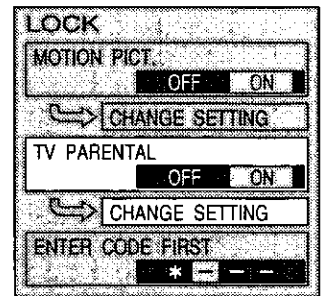 LOCK
MOTION PICT.
OFF ON
CHANGE SETTING
TV PARENTAL
OFF ON
CHANGE SETTING
ENTER CODE FIRST
* – – –